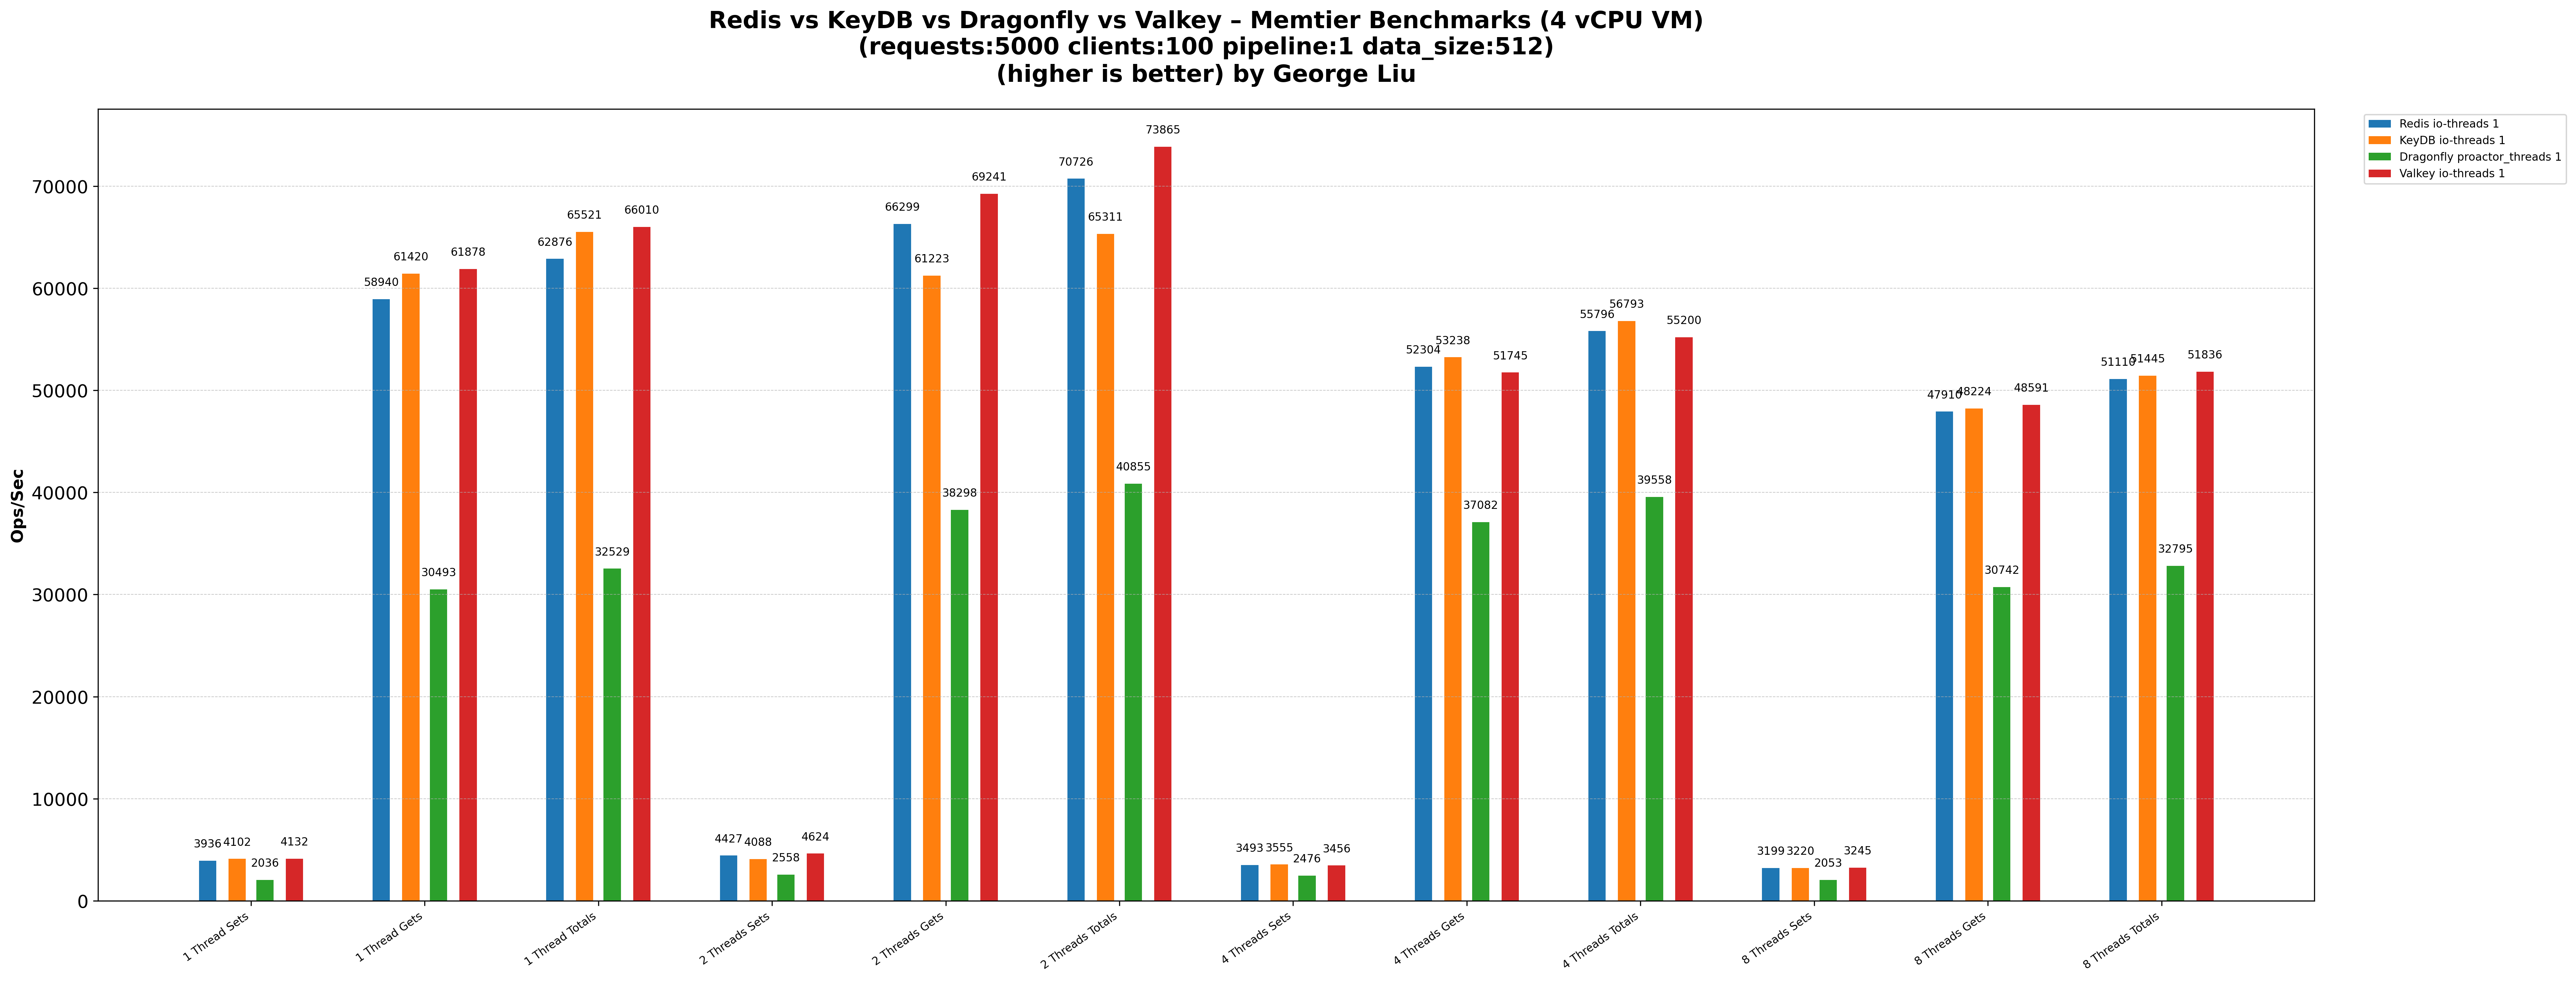 Redis vs KeyDB vs Dragonfly vs Valkey – Memtier Benchmarks (4 vCPU VM)
(requests:5000 clients:100 pipeline:1 data_size:512)
(higher is better) by George Liu
Redis io-threads 1
KeyDB io-threads 1
Dragonfly proactor_threads 1
Valkey io-threads 1
Ops/Sec
70000
60000
50000
40000
30000
20000
10000
0
3936 4102 2036 4132
58940 61420 30493 61878
62876 65521 32529 66010
4427 4088 2558 4624
66299 61223 38298 69241
70726 65311 40855 73865
3493 3555 2476 3456
52304 53238 37082 51745
55796 56793 39558 55200
3199 3220 2053 3245
47910 48224 30742 48591
51110 51445 32795 51836
1 Thread Sets
1 Thread Gets
1 Thread Totals
2 Threads Sets
2 Threads Gets
2 Threads Totals
4 Threads Sets
4 Threads Gets
4 Threads Totals
8 Threads Sets
8 Threads Gets
8 Threads Totals